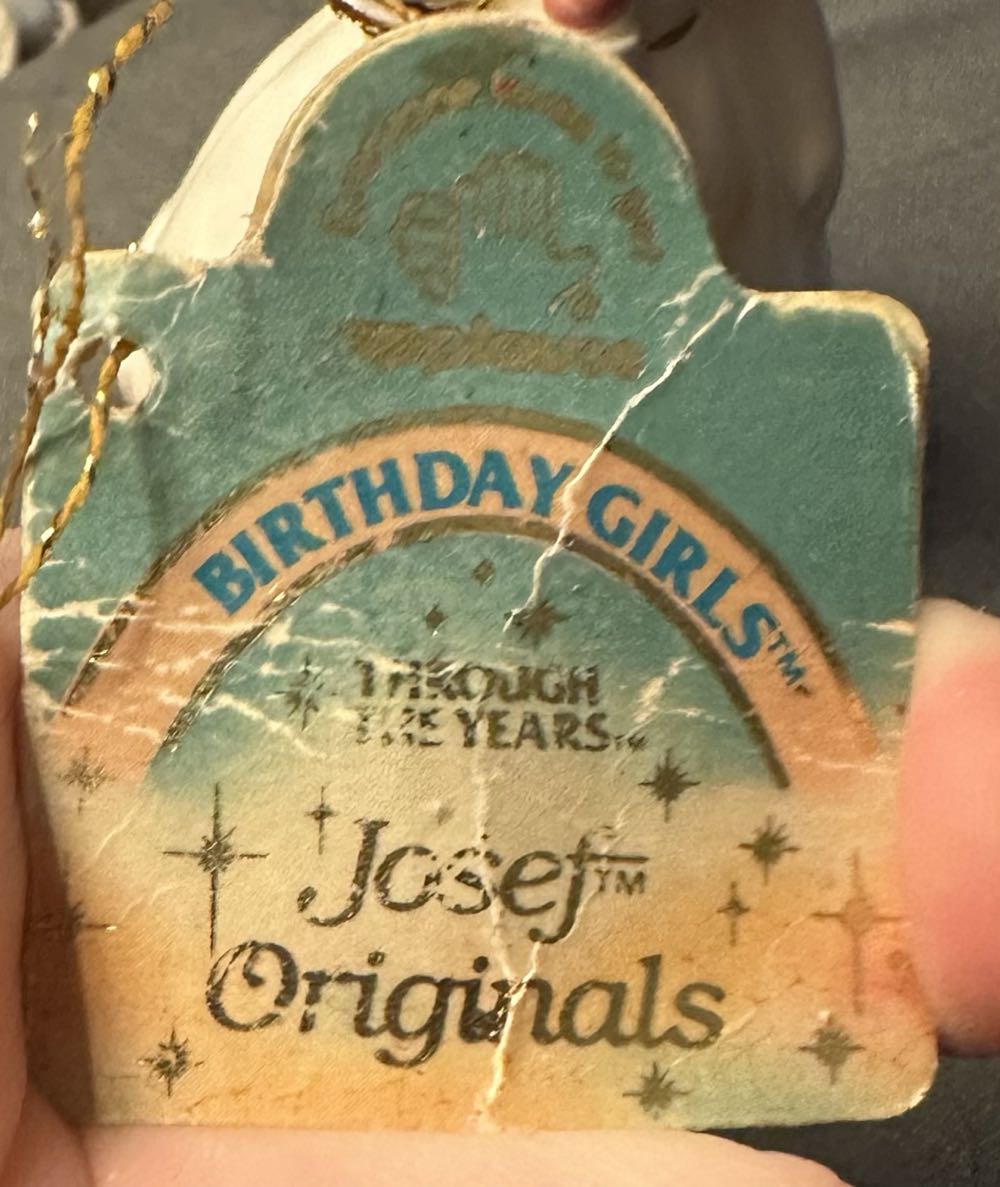 BIRTHDAY GIRLS™
THROUGH
THE YEARS™
Josef™
Originals